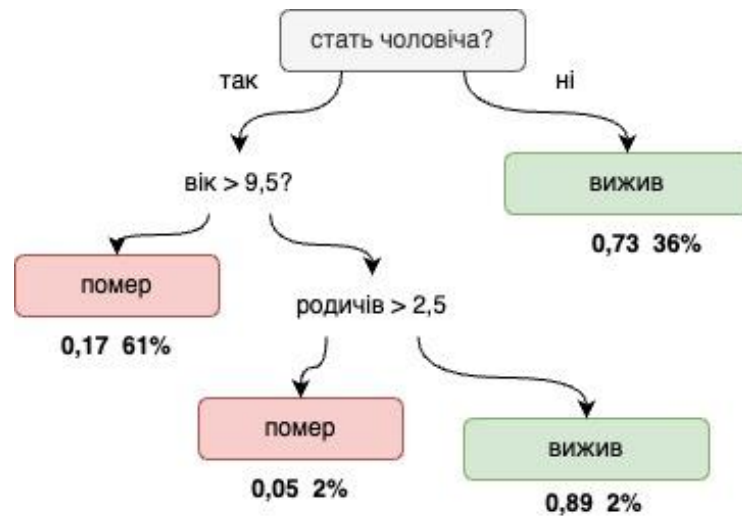 стать чоловіча?
так
ні
вік > 9,5?
вижив
0,73 36%
помер
0,17 61%
родичів > 2,5
помер
0,05 2%
вижив
0,89 2%